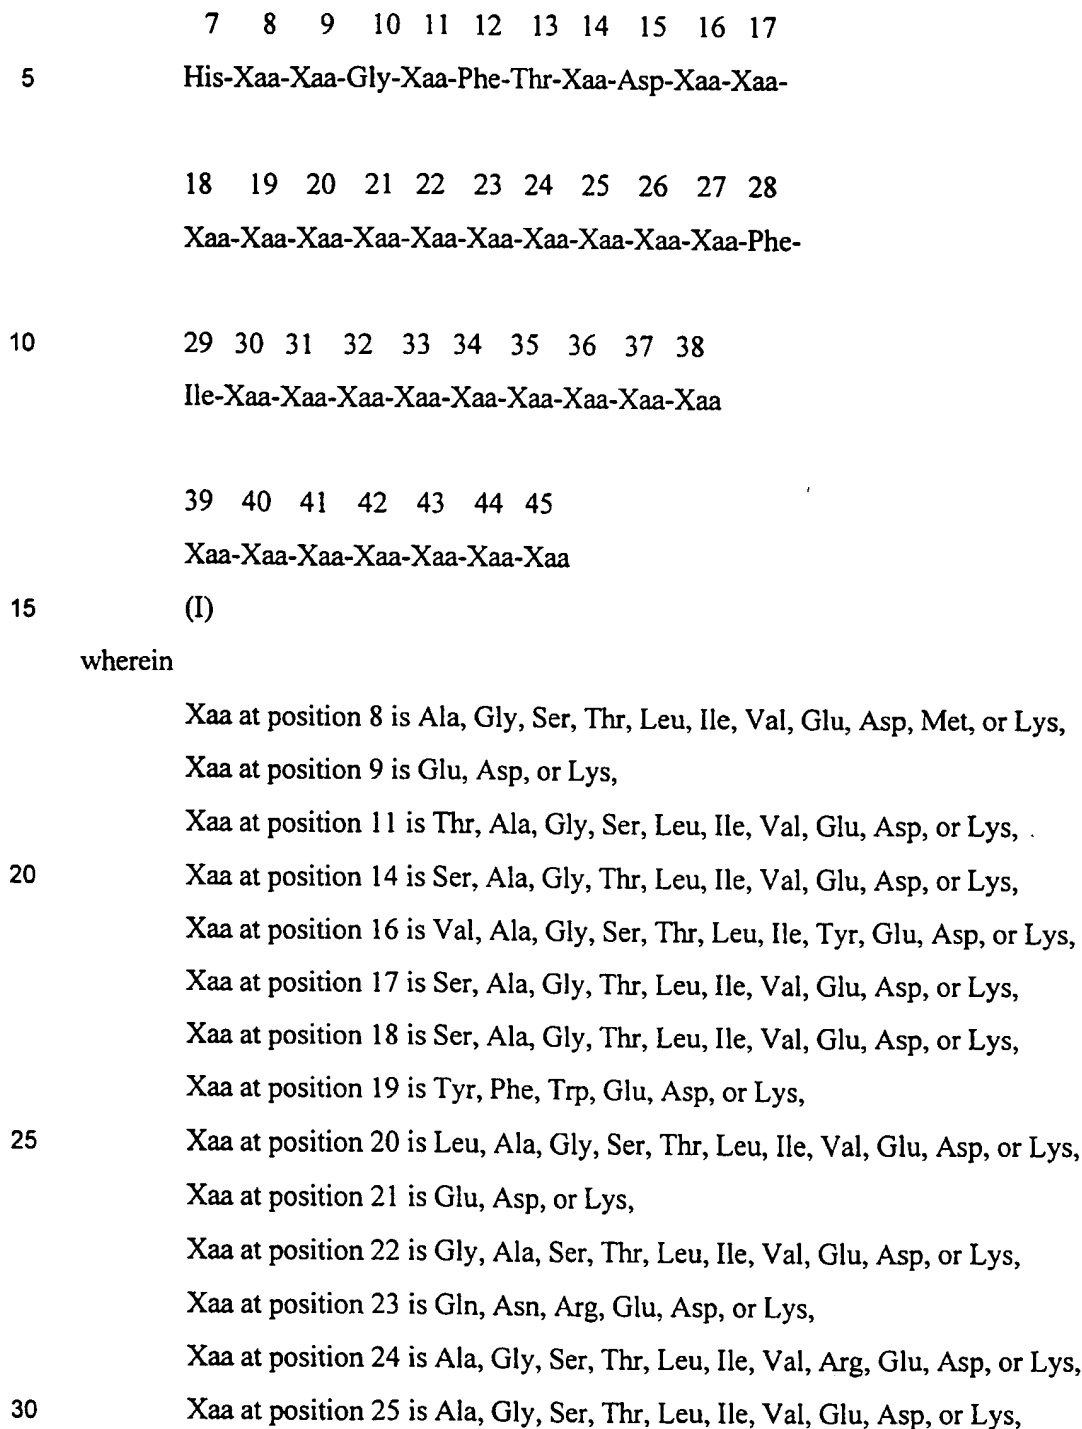 7 8 9 10 11 12 13 14 15 16 17
5 His-Xaa-Xaa-Gly-Xaa-Phe-Thr-Xaa-Asp-Xaa-Xaa-
18 19 20 21 22 23 24 25 26 27 28
Xaa-Xaa-Xaa-Xaa-Xaa-Xaa-Xaa-Xaa-Xaa-Xaa-Phe-
10 29 30 31 32 33 34 35 36 37 38
Ile-Xaa-Xaa-Xaa-Xaa-Xaa-Xaa-Xaa-Xaa-Xaa
39 40 41 42 43 44 45
Xaa-Xaa-Xaa-Xaa-Xaa-Xaa-Xaa
15 (I)
wherein
Xaa at position 8 is Ala, Gly, Ser, Thr, Leu, Ile, Val, Glu, Asp, Met, or Lys,
Xaa at position 9 is Glu, Asp, or Lys,
Xaa at position 11 is Thr, Ala, Gly, Ser, Leu, Ile, Val, Glu, Asp, or Lys,
20 Xaa at position 14 is Ser, Ala, Gly, Thr, Leu, Ile, Val, Glu, Asp, or Lys,
Xaa at position 16 is Val, Ala, Gly, Ser, Thr, Leu, Ile, Tyr, Glu, Asp, or Lys,
Xaa at position 17 is Ser, Ala, Gly, Thr, Leu, Ile, Val, Glu, Asp, or Lys,
Xaa at position 18 is Ser, Ala, Gly, Thr, Leu, Ile, Val, Glu, Asp, or Lys,
Xaa at position 19 is Tyr, Phe, Trp, Glu, Asp, or Lys,
25 Xaa at position 20 is Leu, Ala, Gly, Ser, Thr, Leu, Ile, Val, Glu, Asp, or Lys,
Xaa at position 21 is Glu, Asp, or Lys,
Xaa at position 22 is Gly, Ala, Ser, Thr, Leu, Ile, Val, Glu, Asp, or Lys,
Xaa at position 23 is Gln, Asn, Arg, Glu, Asp, or Lys,
Xaa at position 24 is Ala, Gly, Ser, Thr, Leu, Ile, Val, Arg, Glu, Asp, or Lys,
30 Xaa at position 25 is Ala, Gly, Ser, Thr, Leu, Ile, Val, Glu, Asp, or Lys,